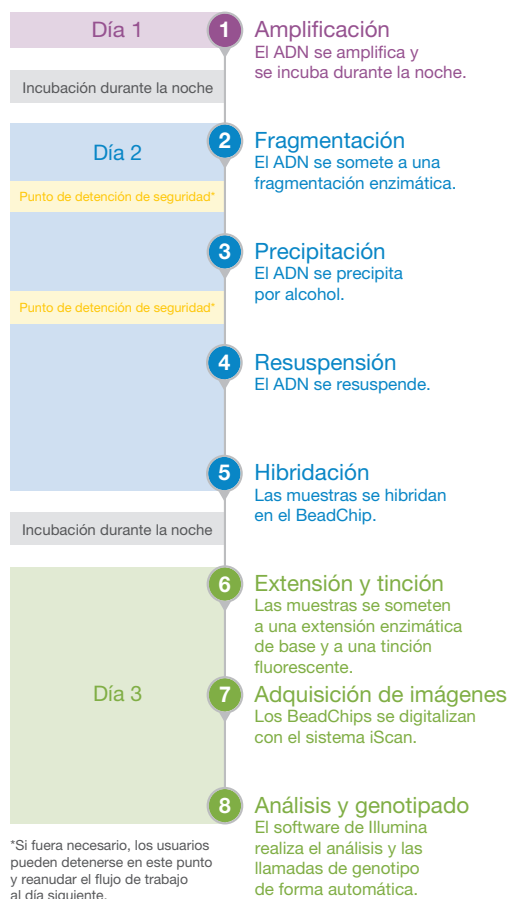 Día 1
1
Amplificación
El ADN se amplifica y
se incuba durante la noche.
Incubación durante la noche
Día 2
2
Fragmentación
El ADN se somete a una
fragmentación enzimática.
Punto de detención de seguridad*
3
Precipitación
El ADN se precipita
por alcohol.
Punto de detención de seguridad*
4
Resuspensión
El ADN se resuspende.
5
Hibridación
Las muestras se hibridan
en el BeadChip.
Incubación durante la noche
Día 3
6
Extensión y tinción
Las muestras se someten
a una extensión enzimática
de base y a una tinción
fluorescente.
7
Adquisición de imágenes
Los BeadChips se digitalizan
con el sistema iScan.
8
Análisis y genotipado
El software de Illumina
realiza el análisis y las
llamadas de genotipo
de forma automática.
*Si fuera necesario, los usuarios
pueden detenerse en este punto
y reanudar el flujo de trabajo
al día siguiente.